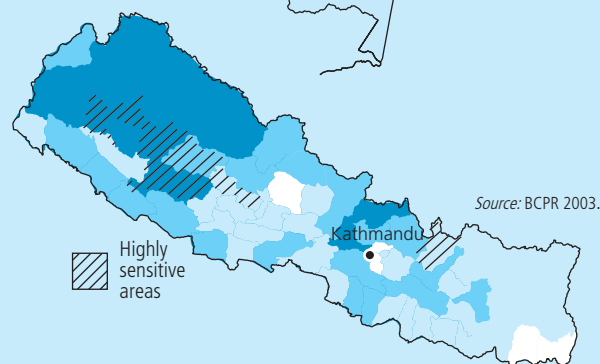 Source: BCPR 2003.
Kathmandu
Highly
sensitive
areas